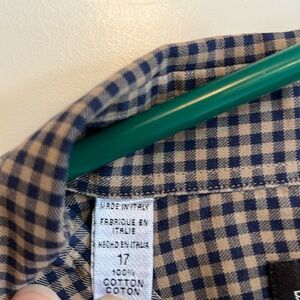 MADE IN ITALY
FABRIQUE EN
ITALIE
HECHO EN ITALIA
17
100%
COTTON
COTON